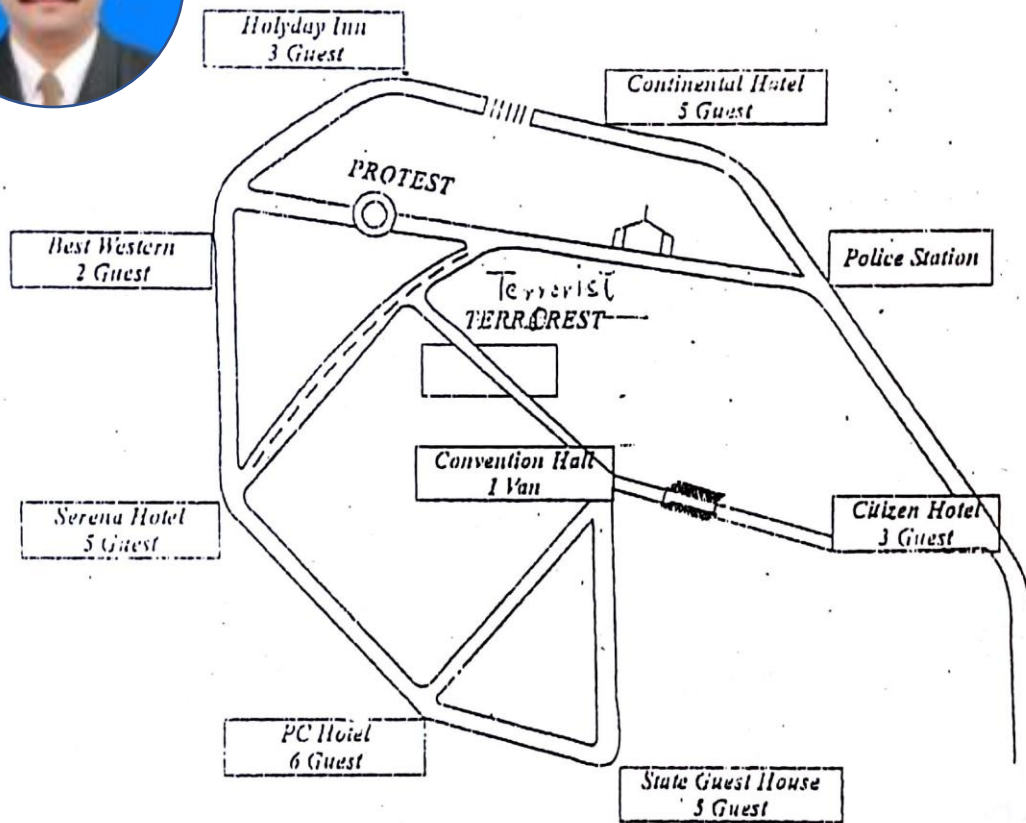 Holyday Inn
3 Guest
Continental Hotel
5 Guest
PROTEST
Best Western
2 Guest
Police Station
Terrorist
TERROREST
Convention Hall
1 Van
Serena Hotel
5 Guest
Citizen Hotel
3 Guest
PC Hotel
6 Guest
State Guest House
5 Guest